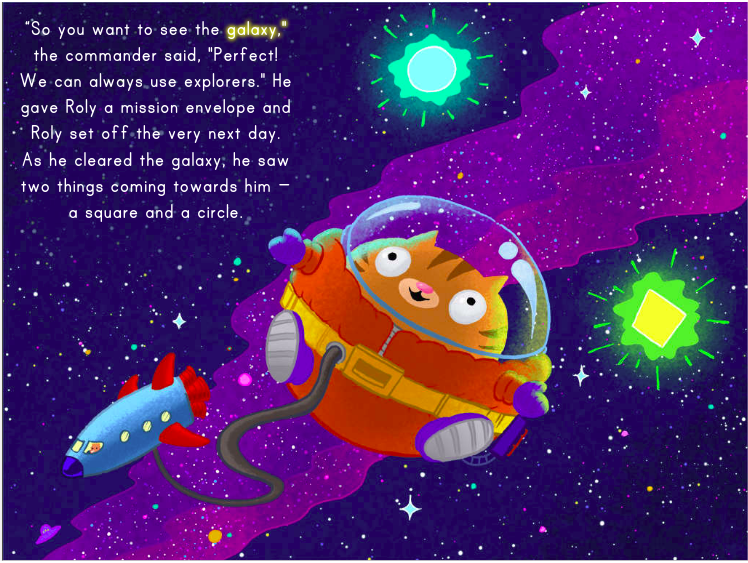 "So you want to see the galaxy,"
the commander said, "Perfect!
We can always use explorers." He
gave Roly a mission envelope and
Roly set off the very next day.
As he cleared the galaxy, he saw
two things coming towards him –
a square and a circle.